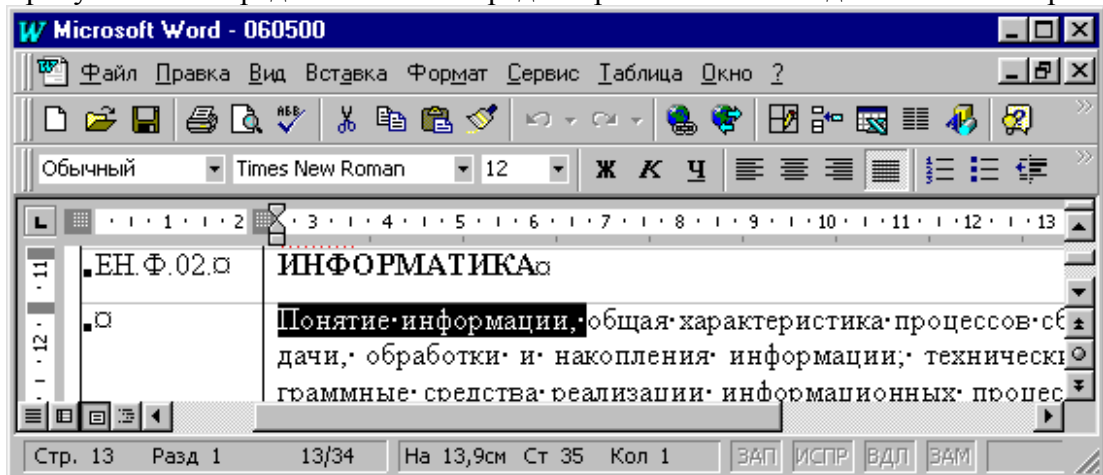 Microsoft Word - 060500
Файл Правка Вид Вставка Формат Сервис Таблица Окно ?
Обычный Times New Roman 12 Ж К Ч
1 2 3 4 5 6 7 8 9 10 11 12 13
11 ЕН.Ф.02.¤ ИНФОРМАТИКА¤
12 ¤ Понятие·информации,·общая·характеристика·процессов·сб
дачи,· обработки· и· накопления· информации;· технически
граммные· средства· реализации· информационных· процес
Стр. 13 Разд 1 13/34 На 13,9см Ст 35 Кол 1 ЗАП ИСПР ВДЛ ЗАМ